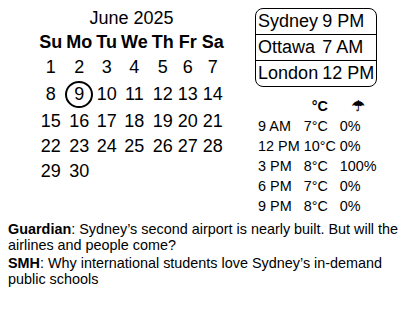 June 2025
Su Mo Tu We Th Fr Sa
1 2 3 4 5 6 7
8 9 10 11 12 13 14
15 16 17 18 19 20 21
22 23 24 25 26 27 28
29 30
Sydney 9 PM
Ottawa 7 AM
London 12 PM
°C ☂
9 AM 7°C 0%
12 PM 10°C 0%
3 PM 8°C 100%
6 PM 7°C 0%
9 PM 8°C 0%
Guardian: Sydney’s second airport is nearly built. But will the
airlines and people come?
SMH: Why international students love Sydney’s in-demand
public schools